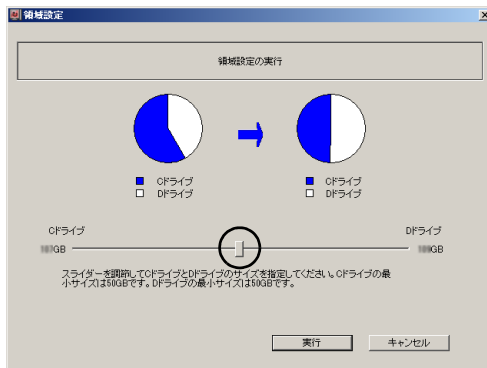 領域設定
領域設定の実行
Cドライブ
Dドライブ
Cドライブ
Dドライブ
Cドライブ
Dドライブ
GB
GB
スライダーを調節してCドライブとDドライブのサイズを指定してください。Cドライブの最
小サイズは50GBです。Dドライブの最小サイズは50GBです。
実行
キャンセル